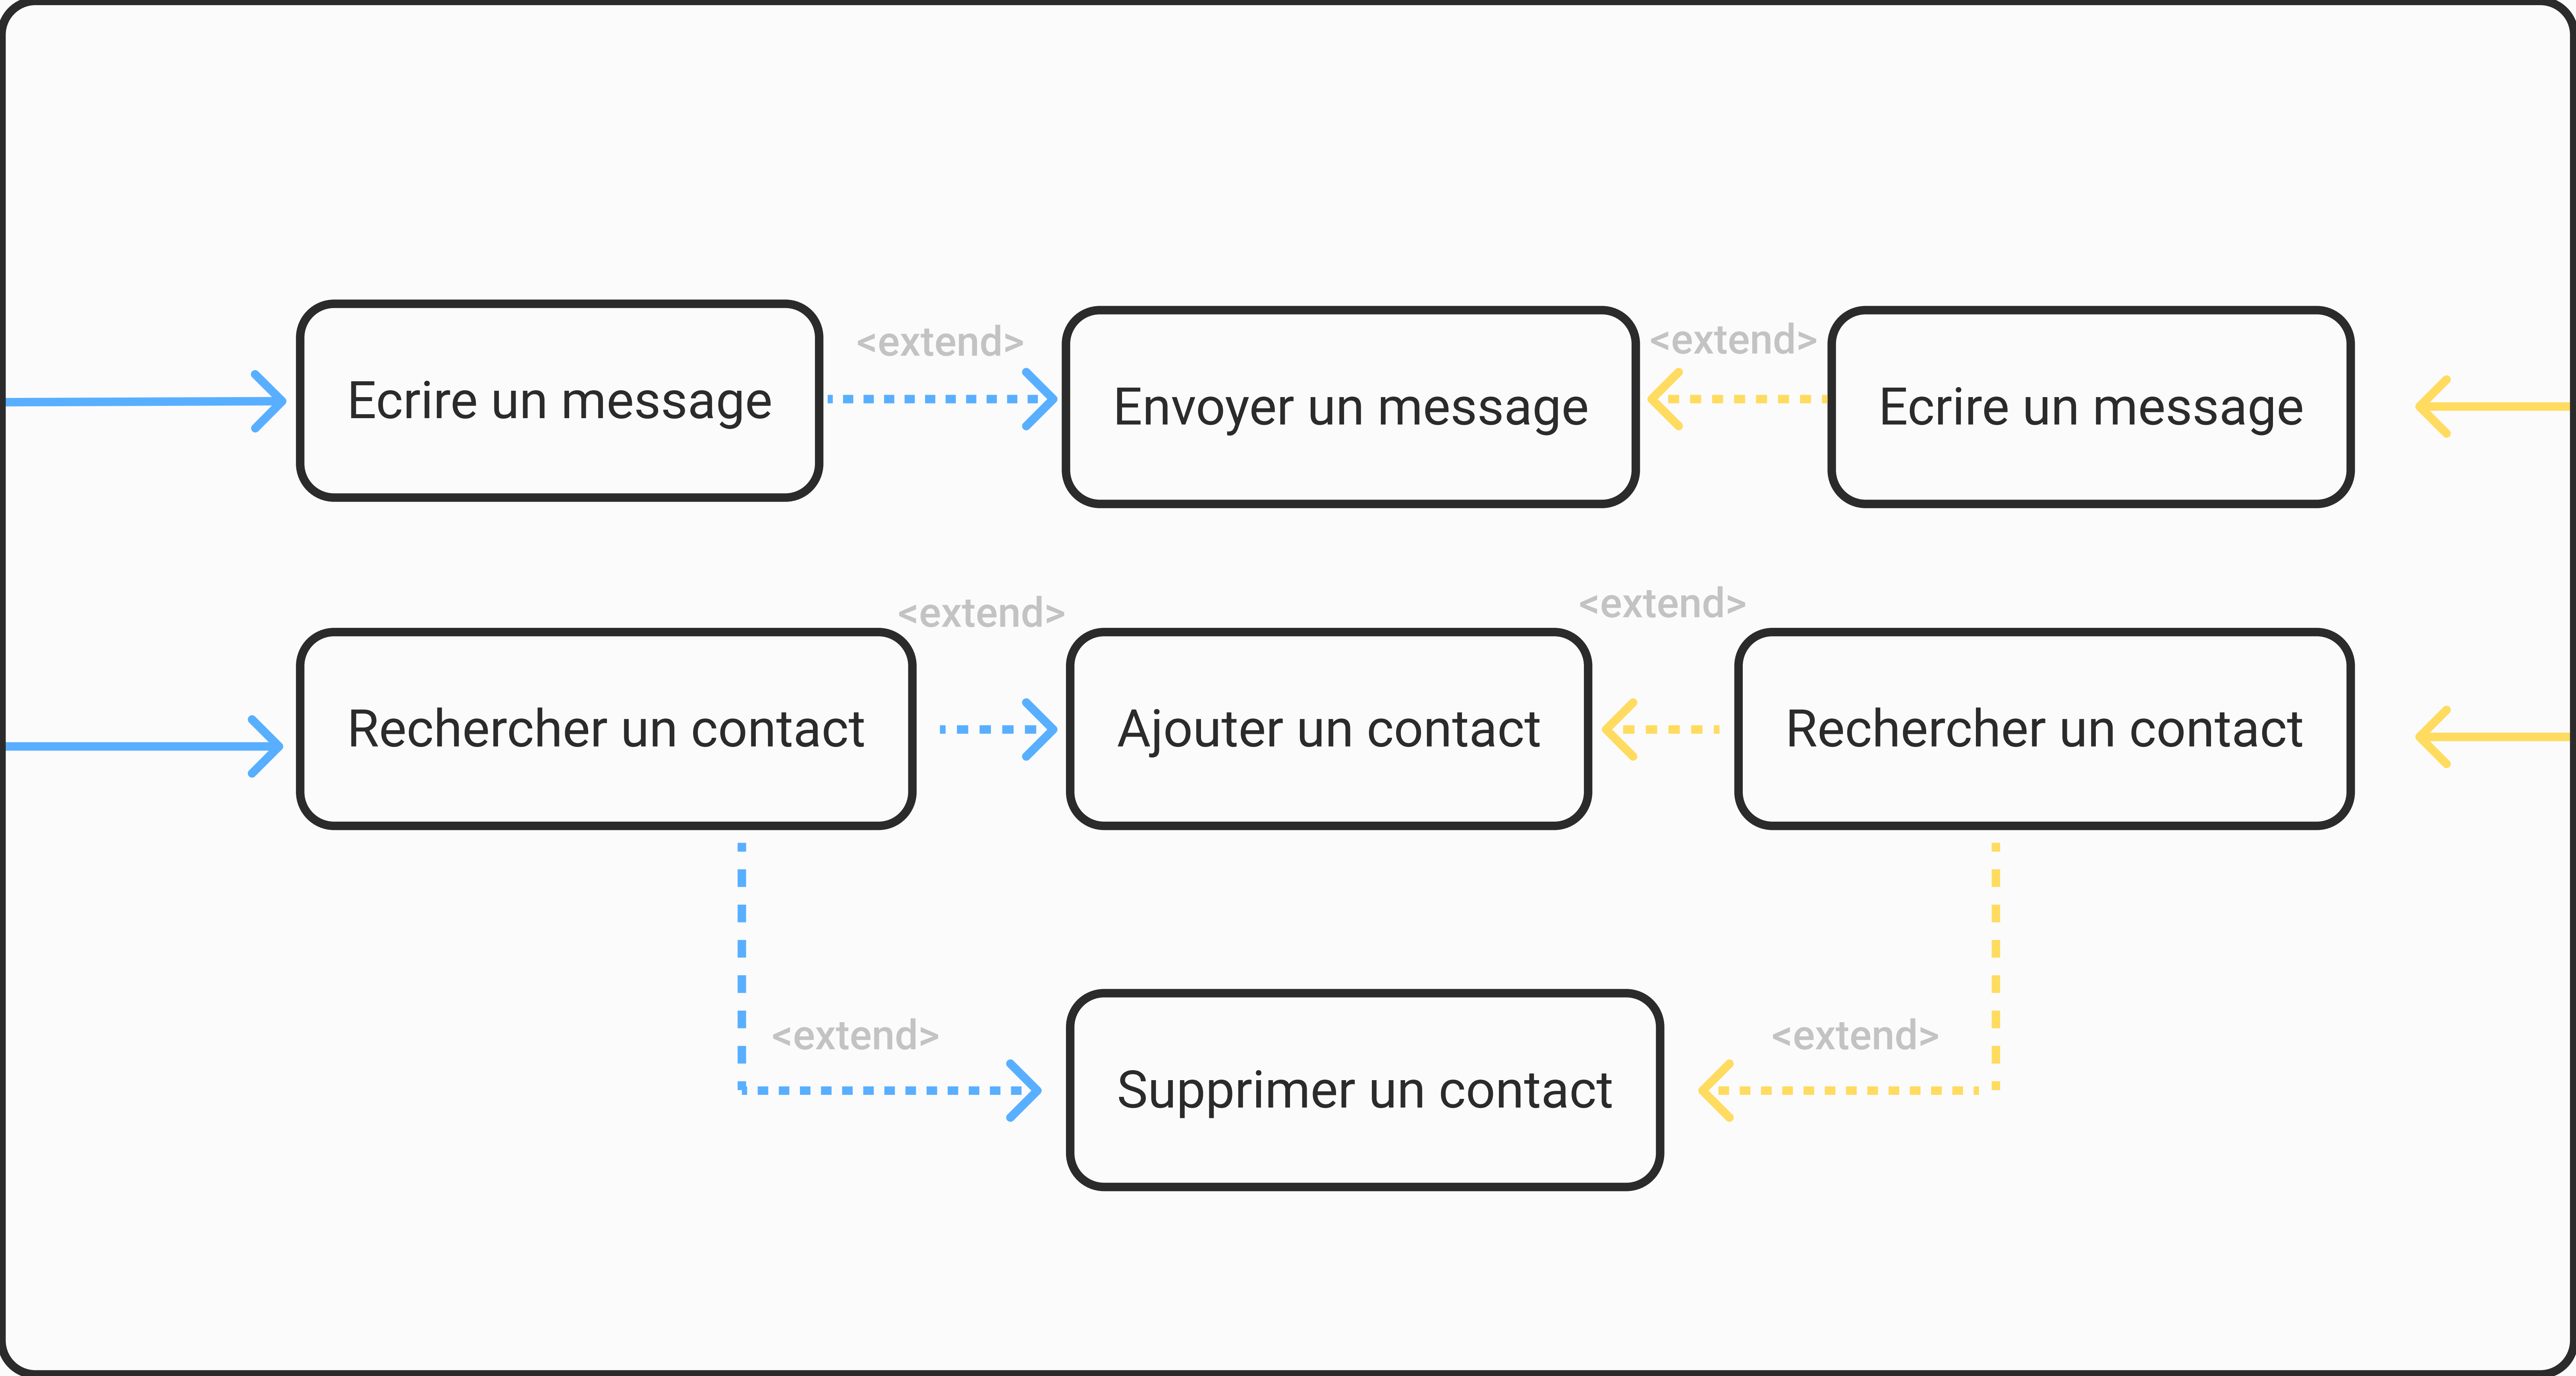 <extend>
<extend>
Ecrire un message
Envoyer un message
Ecrire un message
<extend>
<extend>
Rechercher un contact
Ajouter un contact
Rechercher un contact
<extend>
<extend>
Supprimer un contact